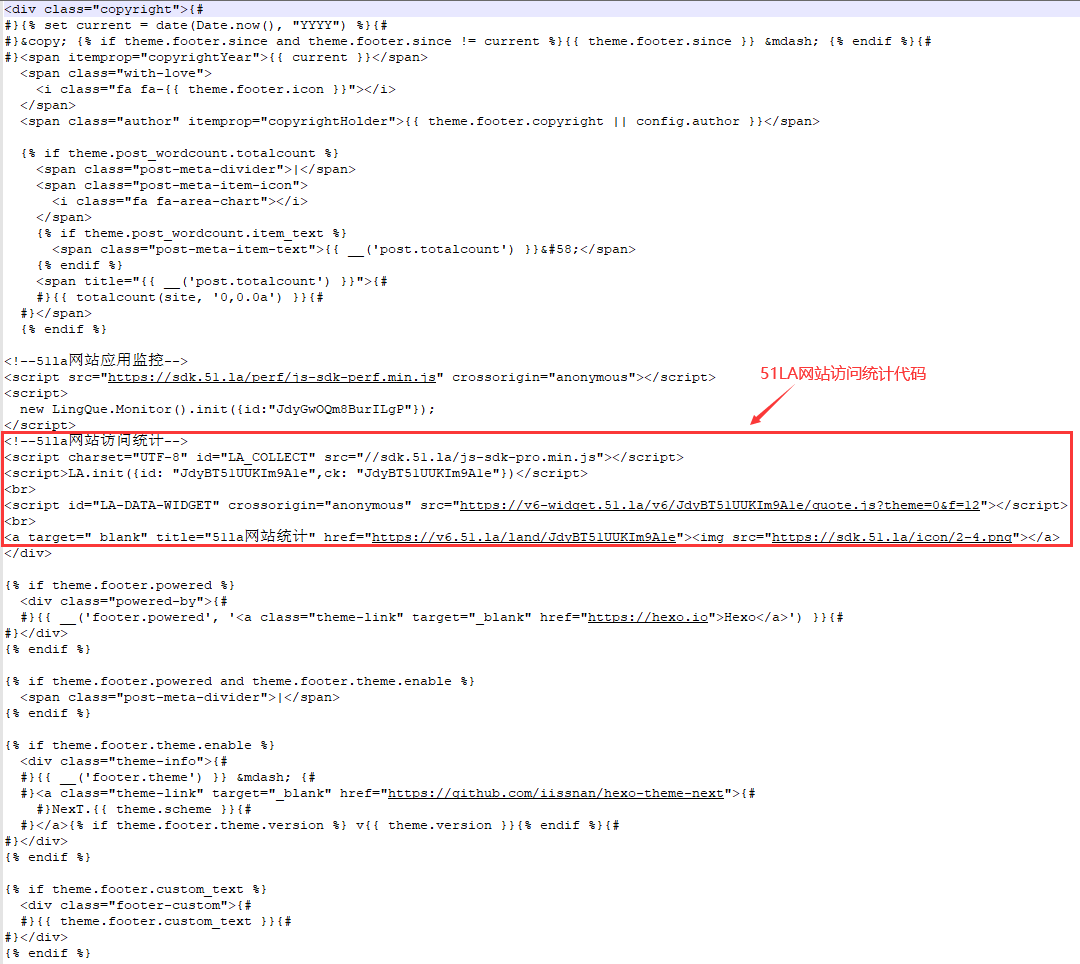 <div class="copyright">{#
#}{% set current = date(Date.now(), "YYYY") %}{#
#}&copy; {% if theme.footer.since and theme.footer.since != current %}{{ theme.footer.since }} &mdash; {% endif %}{#
#}<span itemprop="copyrightYear">{{ current }}</span>
  <span class="with-love">
    <i class="fa fa-{{ theme.footer.icon }}"></i>
  </span>
  <span class="author" itemprop="copyrightHolder">{{ theme.footer.copyright || config.author }}</span>

  {% if theme.post_wordcount.totalcount %}
    <span class="post-meta-divider">|</span>
    <span class="post-meta-item-icon">
      <i class="fa fa-area-chart"></i>
    </span>
    {% if theme.post_wordcount.item_text %}
      <span class="post-meta-item-text">{{ __('post.totalcount') }}&#58;</span>
    {% endif %}
    <span title="{{ __('post.totalcount') }}">{#
    #}{{ totalcount(site, '0,0.0a') }}{#
  #}</span>
  {% endif %}

<!--51la网站应用监控-->
<script src="https://sdk.51.la/perf/js-sdk-perf.min.js" crossorigin="anonymous"></script>
<script>
  new LingQue.Monitor().init({id:"JdyGwOQm8BurILgP"});
</script>
51LA网站访问统计代码
<!--51la网站访问统计-->
<script charset="UTF-8" id="LA_COLLECT" src="//sdk.51.la/js-sdk-pro.min.js"></script>
<script>LA.init({id: "JdyBT51UUKIm9A1e",ck: "JdyBT51UUKIm9A1e"})</script>
<br>
<script id="LA-DATA-WIDGET" crossorigin="anonymous" src="https://v6-widget.51.la/v6/JdyBT51UUKIm9A1e/quote.js?theme=0&f=12"></script>
<br>
<a target="_blank" title="51la网站统计" href="https://v6.51.la/land/JdyBT51UUKIm9A1e"><img src="https://sdk.51.la/icon/2-4.png"></a>
</div>

{% if theme.footer.powered %}
  <div class="powered-by">{#
  #}{{ __('footer.powered', '<a class="theme-link" target="_blank" href="https://hexo.io">Hexo</a>') }}{#
#}</div>
{% endif %}

{% if theme.footer.powered and theme.footer.theme.enable %}
  <span class="post-meta-divider">|</span>
{% endif %}

{% if theme.footer.theme.enable %}
  <div class="theme-info">{#
  #}{{ __('footer.theme') }} &mdash; {#
  #}<a class="theme-link" target="_blank" href="https://github.com/iissnan/hexo-theme-next">{#
    #}NexT.{{ theme.scheme }}{#
  #}</a>{% if theme.footer.theme.version %} v{{ theme.version }}{% endif %}{#
#}</div>
{% endif %}

{% if theme.footer.custom_text %}
  <div class="footer-custom">{#
  #}{{ theme.footer.custom_text }}{#
#}</div>
{% endif %}